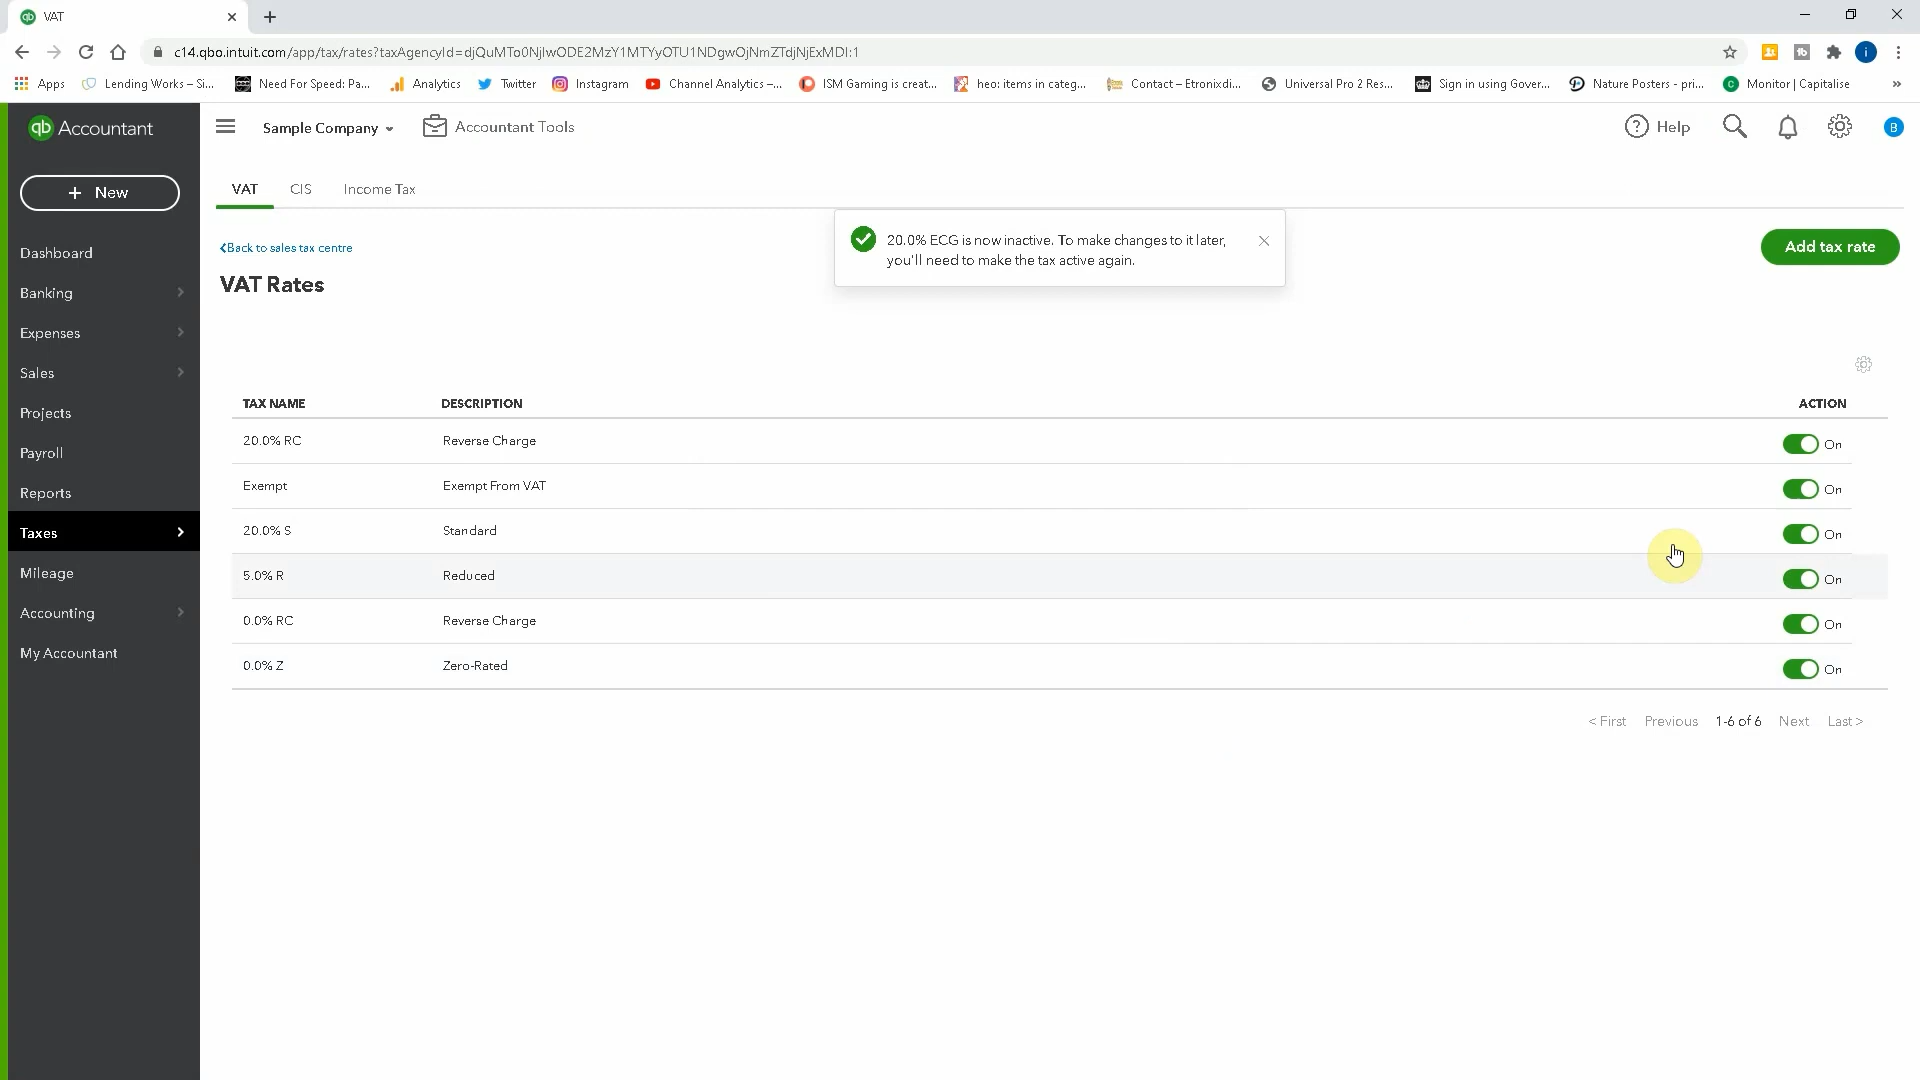 VAT
c14.qbo.intuit.com/app/tax/rates?taxAgencyId=djQuMTo0NjIwODE2MzY1MTYyOTU1NDgwOjNmZTdjNjExMDI:1
Apps
Lending Works – Si...
Need For Speed: Pa...
Analytics
Twitter
Instagram
Channel Analytics –...
ISM Gaming is creat...
heo: items in categ...
Contact – Etronixdi...
Universal Pro 2 Res...
Sign in using Gover...
Nature Posters - pri...
Monitor | Capitalise
»
qb Accountant
Sample Company
Accountant Tools
Help
B
+ New
VAT
CIS
Income Tax
Dashboard
Banking
Expenses
Sales
Projects
Payroll
Reports
Taxes
Mileage
Accounting
My Accountant
Back to sales tax centre
20.0% ECG is now inactive. To make changes to it later,
you'll need to make the tax active again.
Add tax rate
VAT Rates
TAX NAME DESCRIPTION ACTION
20.0% RC Reverse Charge On
Exempt Exempt From VAT On
20.0% S Standard On
5.0% R Reduced On
0.0% RC Reverse Charge On
0.0% Z Zero-Rated On
< First Previous 1-6 of 6 Next Last >